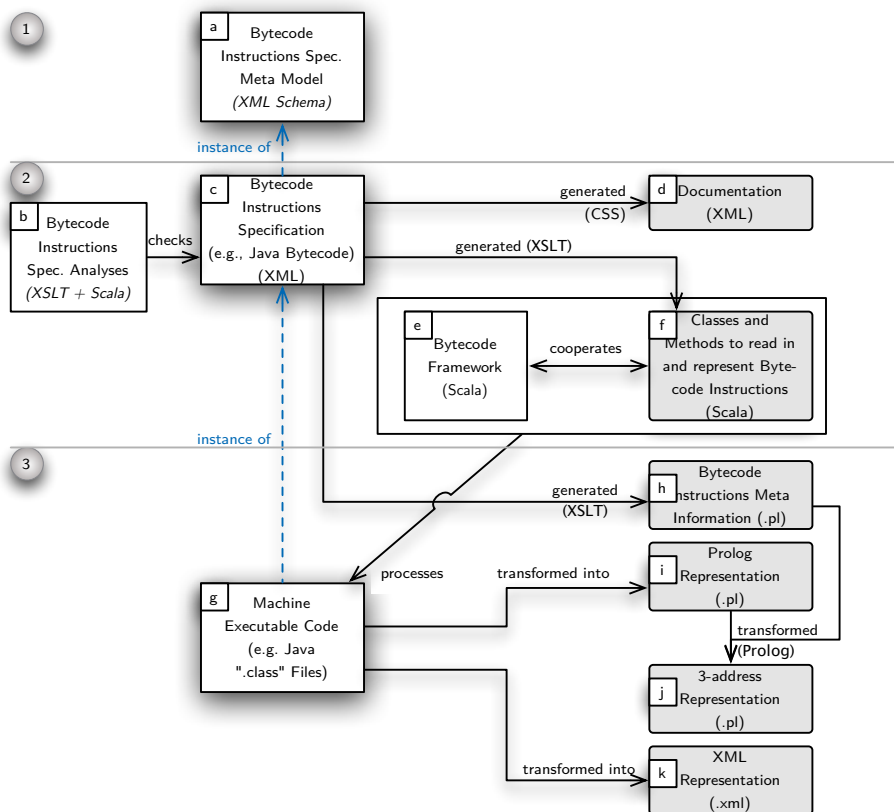 1
a
Bytecode
Instructions Spec.
Meta Model
(XML Schema)
instance of
2
b
Bytecode
Instructions
Spec. Analyses
(XSLT + Scala)
checks
c
Bytecode
Instructions
Specification
(e.g., Java Bytecode)
(XML)
generated
(CSS)
d
Documentation
(XML)
generated (XSLT)
e
Bytecode
Framework
(Scala)
cooperates
f
Classes and
Methods to read in
and represent Byte-
code Instructions
(Scala)
instance of
3
generated
(XSLT)
h
Bytecode
Instructions Meta
Information (.pl)
processes
g
Machine
Executable Code
(e.g. Java
".class" Files)
transformed into
i
Prolog
Representation
(.pl)
transformed
(Prolog)
j
3-address
Representation
(.pl)
transformed into
k
XML
Representation
(.xml)